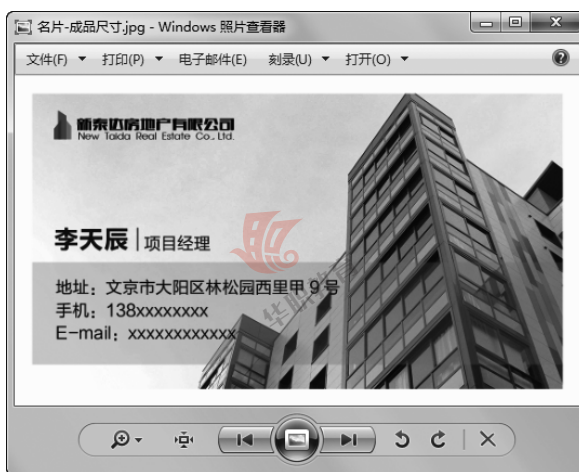 名片-成品尺寸.jpg - Windows 照片查看器
文件(F) 打印(P) 电子邮件(E) 刻录(U) 打开(O)
新泰达房地产有限公司
New Taida Real Estate Co., Ltd.
李天辰 | 项目经理
地址：文京市大阳区林松园西里甲 9 号
手机：138xxxxxxxx
E-mail：xxxxxxxxxxxx